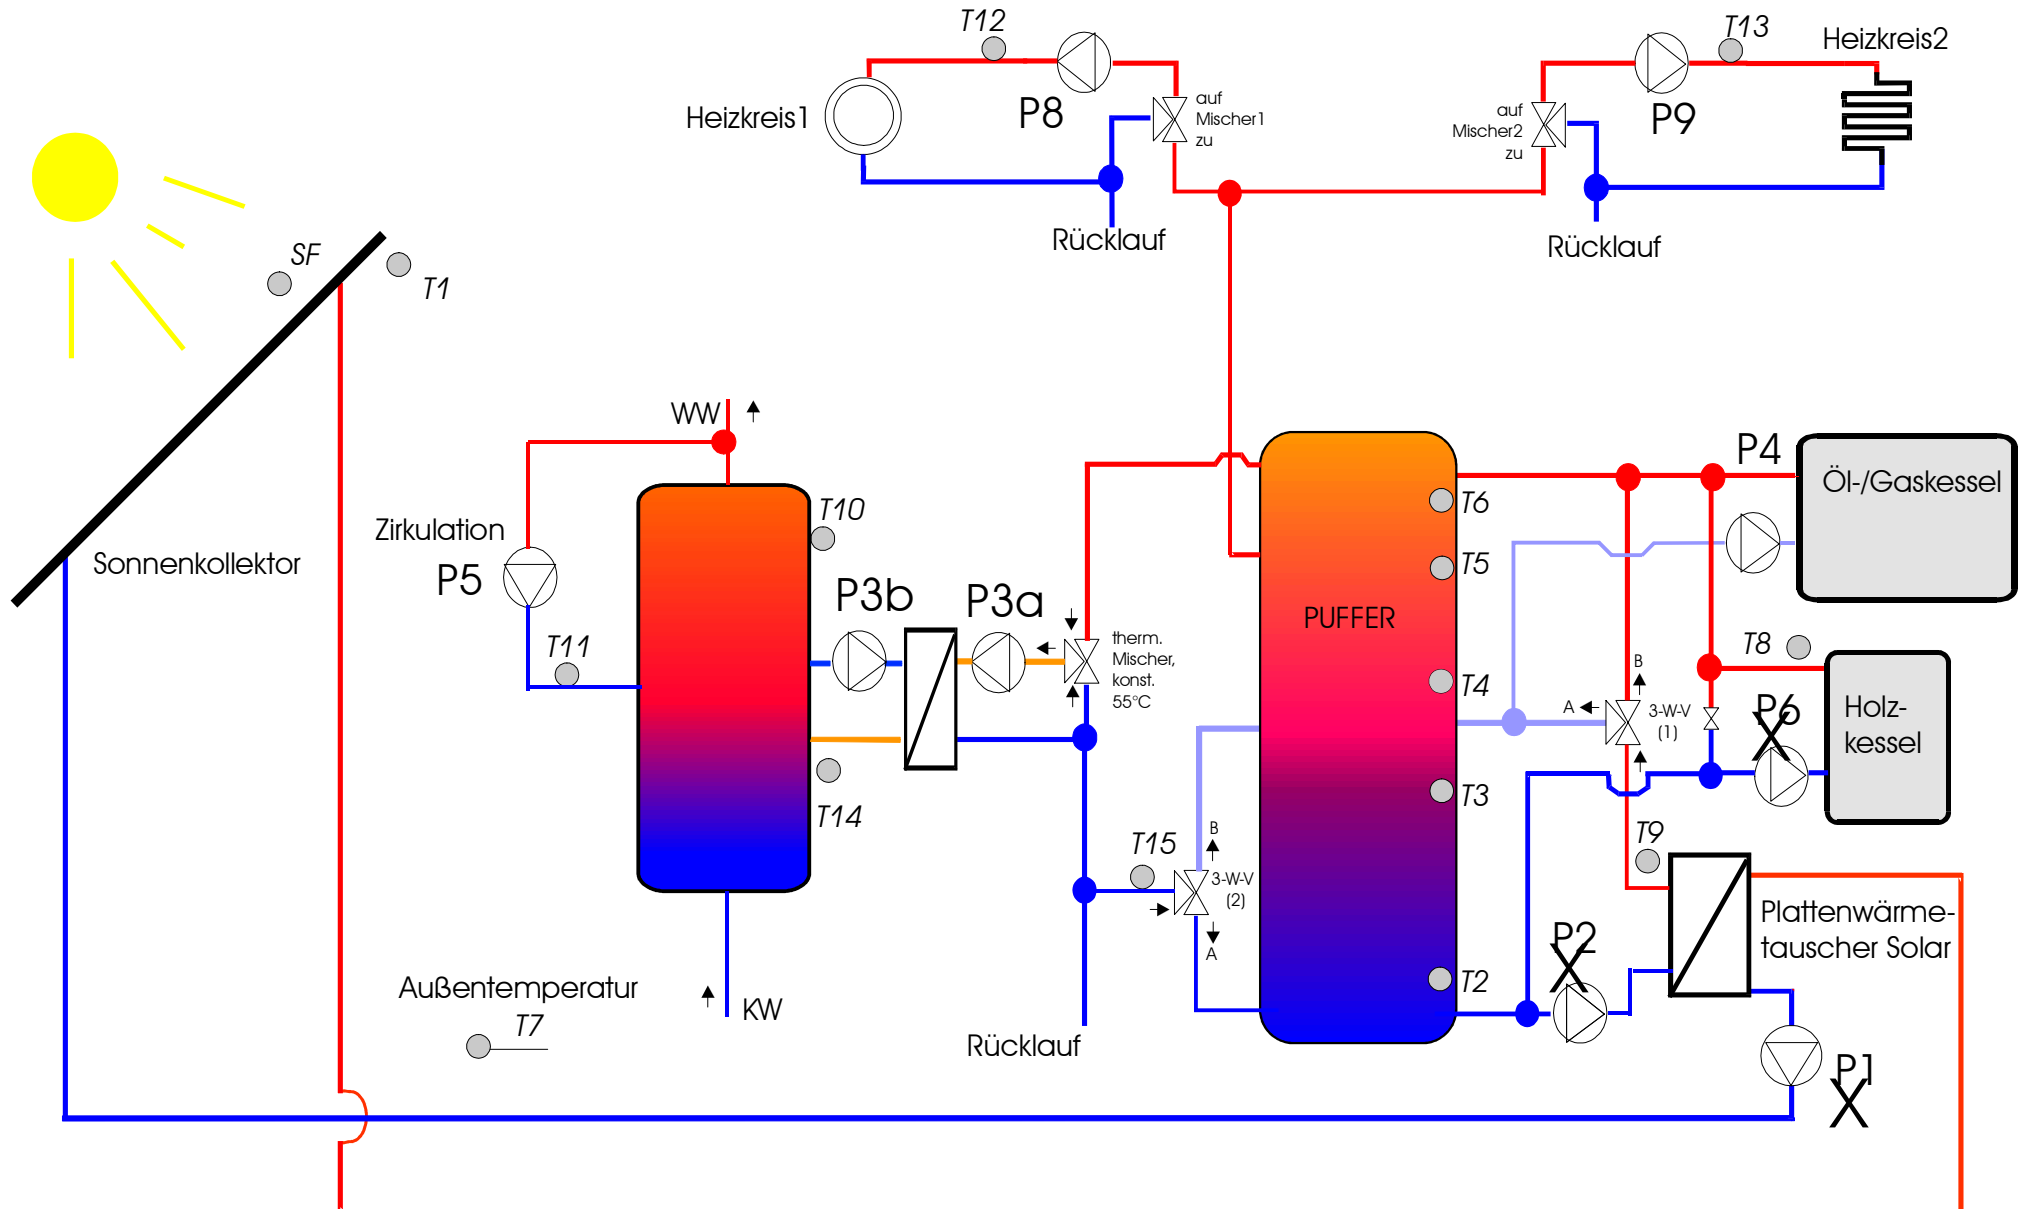 T12
T13
Heizkreis2
P8
auf
Mischer1
zu
Heizkreis1
auf
Mischer2
zu
P9
Rücklauf
Rücklauf
SF
T1
WW
P4
Öl-/Gaskessel
T10
T6
Zirkulation
P5
Sonnenkollektor
T5
P3b
P3a
PUFFER
T11
therm.
Mischer,
konst.
55°C
T8
B
T4
A
3-W-V
(1)
P6
Holz-
kessel
T3
T14
T15
B
T9
3-W-V
(2)
A
Plattenwärme-
tauscher Solar
P2
T2
Außentemperatur
T7
KW
Rücklauf
P1